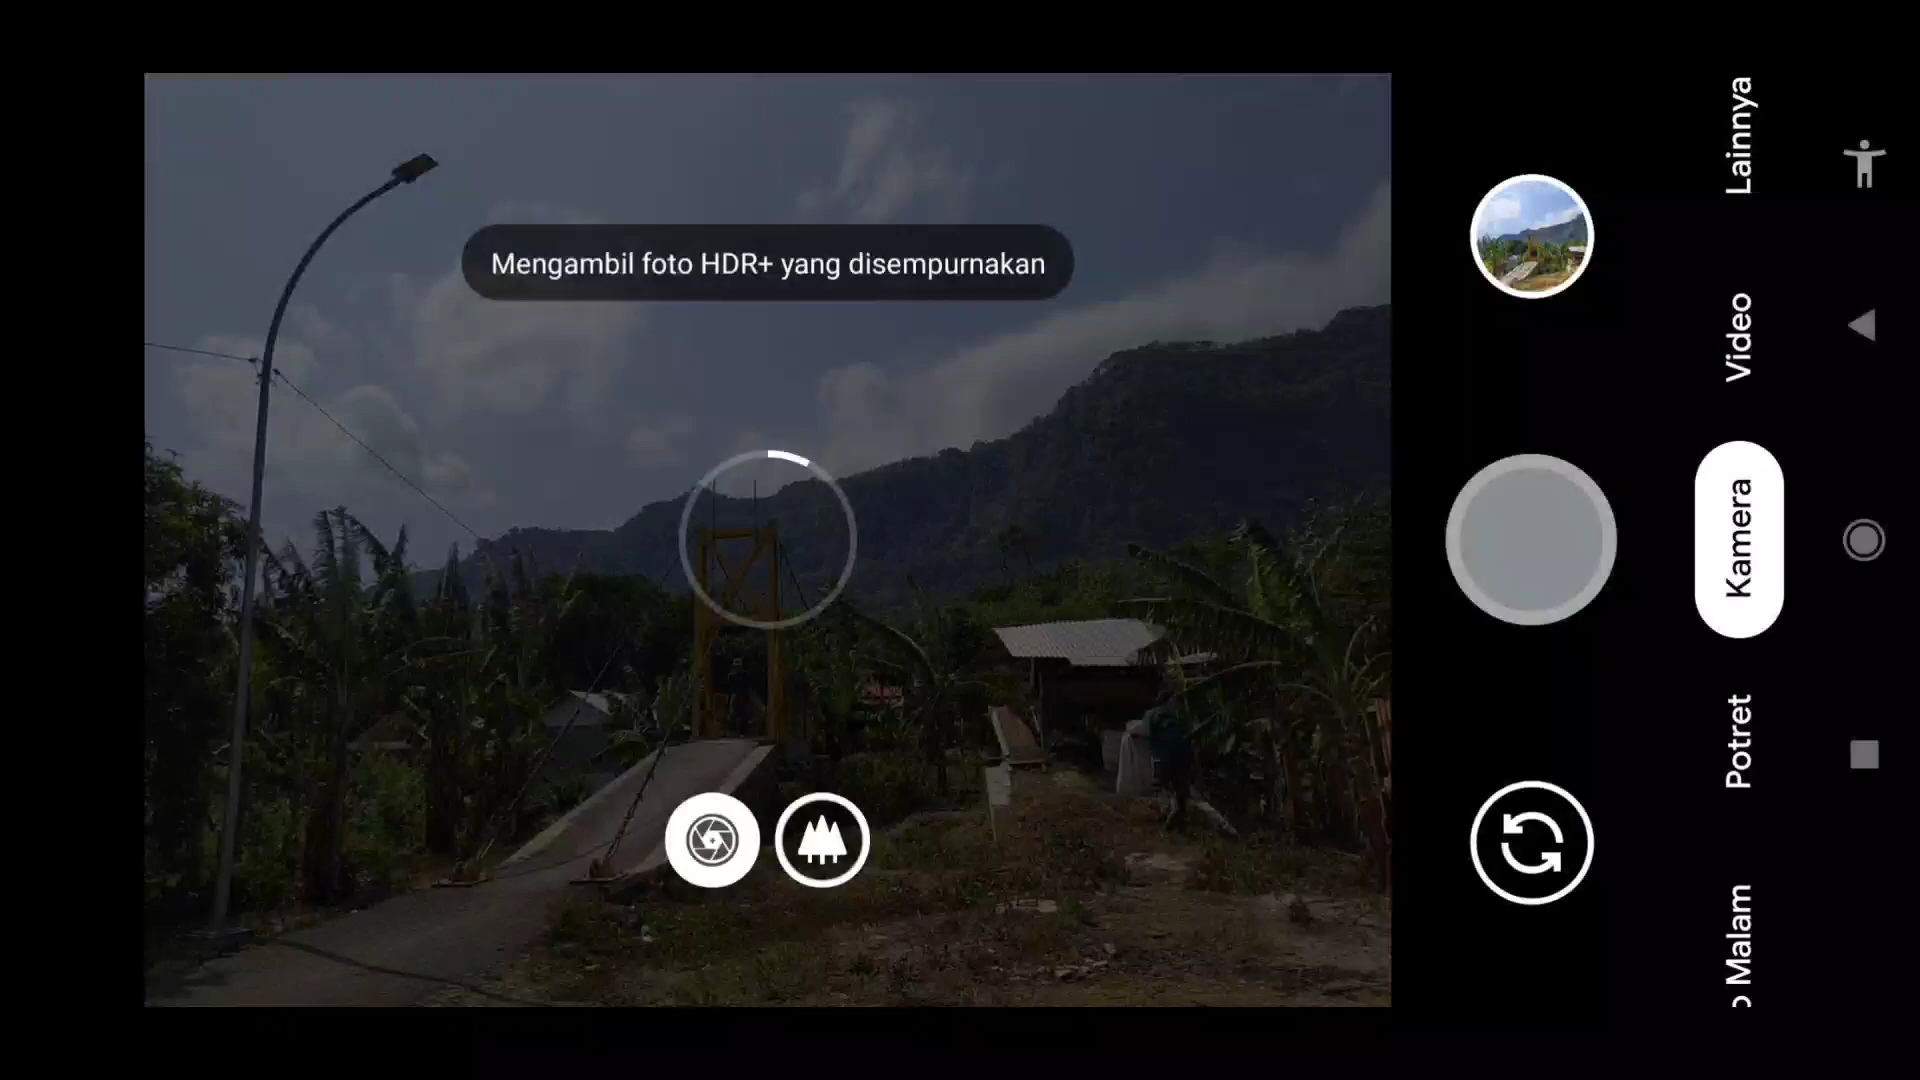 Mengambil foto HDR+ yang disempurnakan
Lainnya
Video
Kamera
Potret
o Malam